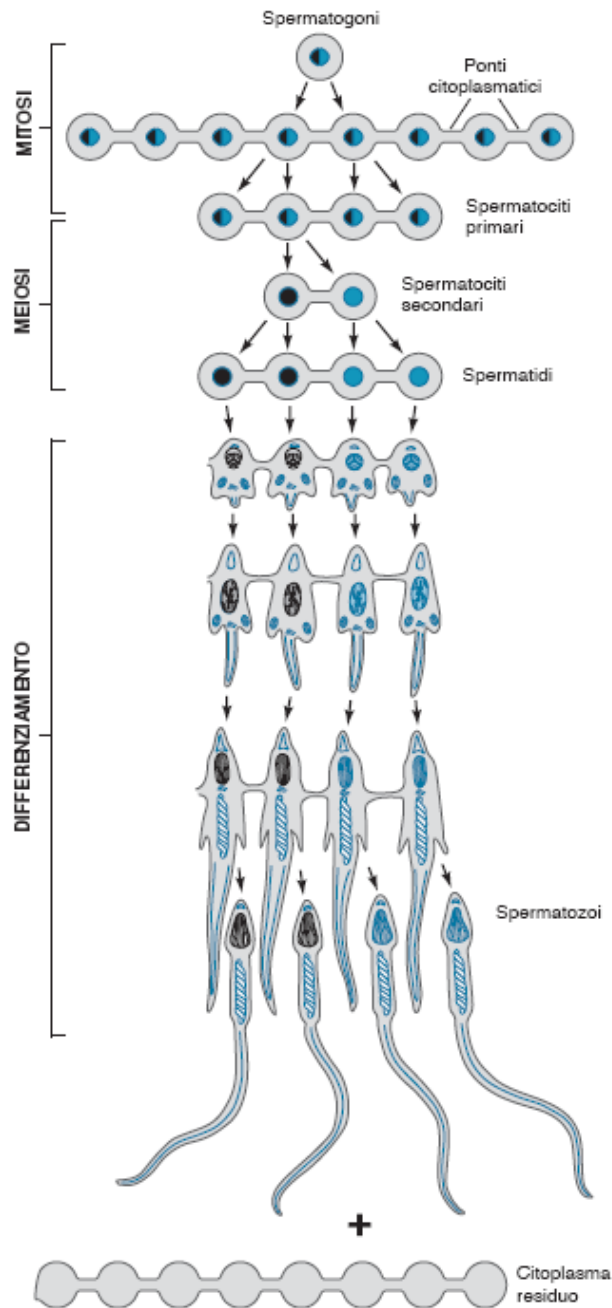 Spermatogoni
Ponti
citoplasmatici
MITOSI
Spermatociti
primari
MEIOSI
Spermatociti
secondari
Spermatidi
DIFFERENZIAMENTO
Spermatozoi
+
Citoplasma
residuo